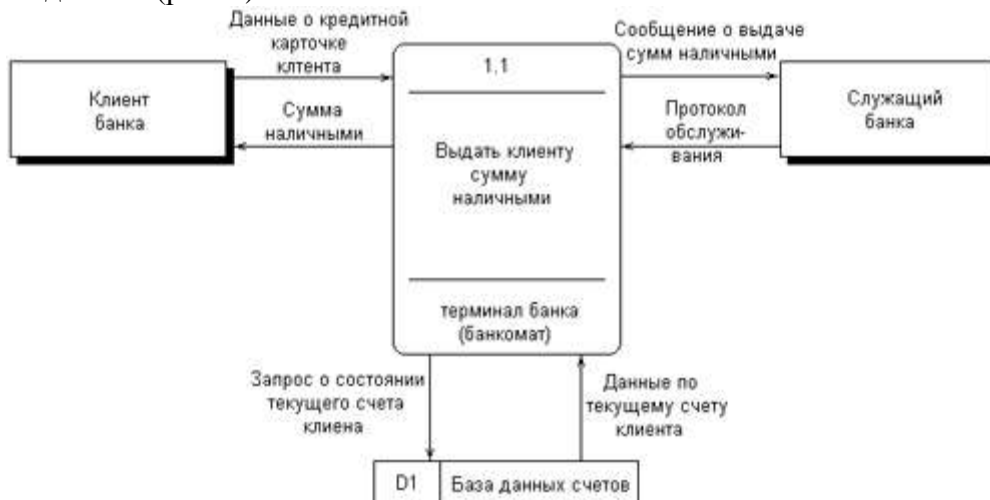 Данные о кредитной
карточке
клтента
Сообщение о выдаче
сумм наличными
1.1
Клиент
банка
Служащий
банка
Сумма
наличными
Протокол
обслужи-
вания
Выдать клиенту
сумму
наличными
терминал банка
(банкомат)
Запрос о состоянии
текущего счета
клиена
Данные по
текущему счету
клиента
D1
База данных счетов